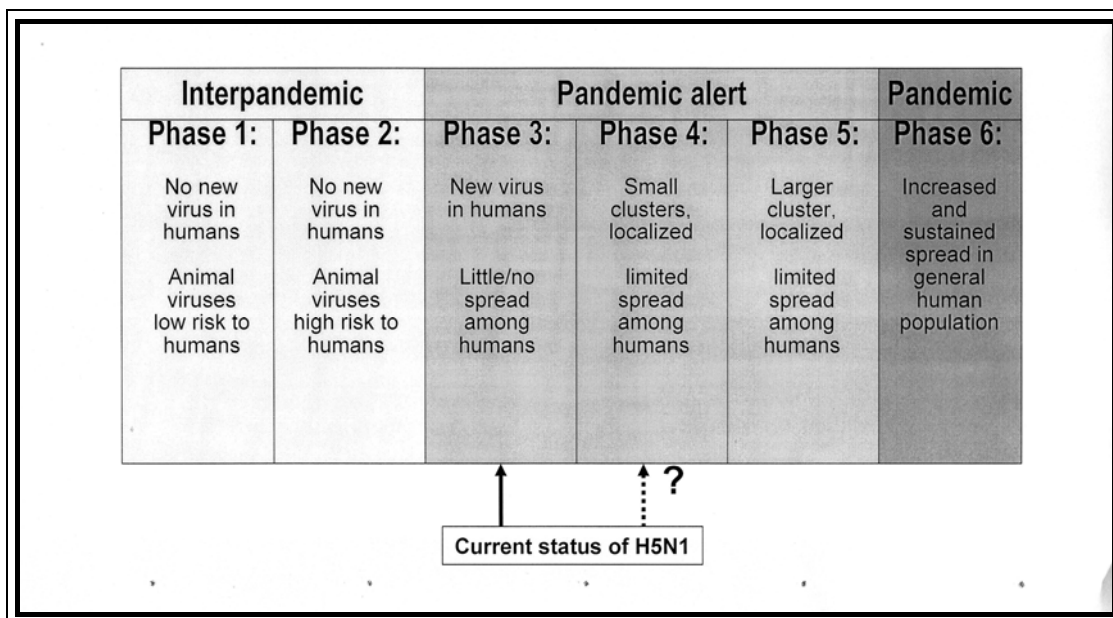 Interpandemic
Pandemic alert
Pandemic
Phase 1:
No new
virus in
humans
Animal
viruses
low risk to
humans
Phase 2:
No new
virus in
humans
Animal
viruses
high risk to
humans
Phase 3:
New virus
in humans
Little/no
spread
among
humans
Phase 4:
Small
clusters,
localized
limited
spread
among
humans
Phase 5:
Larger
cluster,
localized
limited
spread
among
humans
Phase 6:
Increased
and
sustained
spread in
general
human
population
?
Current status of H5N1